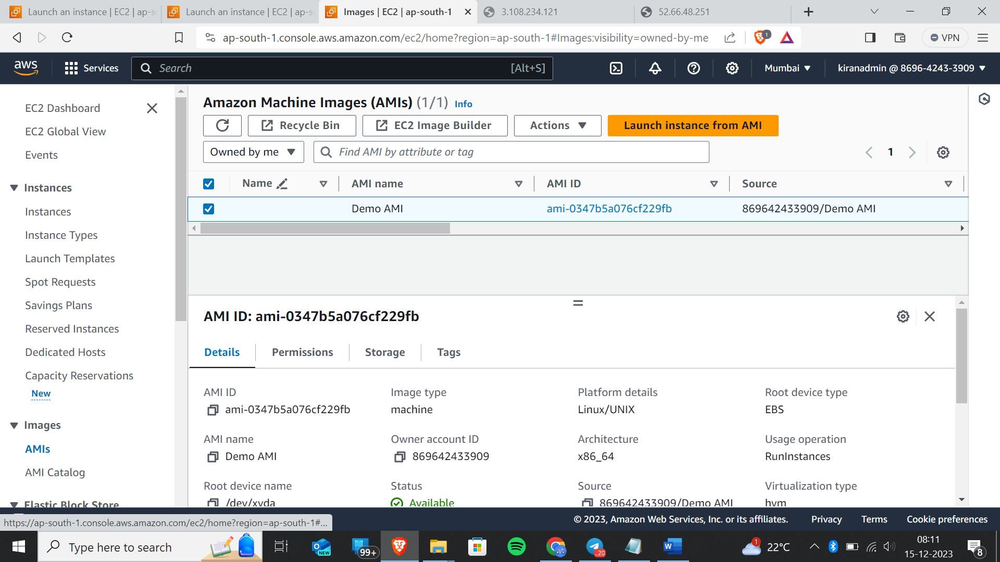 Launch an instance | EC2 | ap-so
Launch an instance | EC2 | ap-so
Images | EC2 | ap-south-1
3.108.234.121
52.66.48.251
ap-south-1.console.aws.amazon.com/ec2/home?region=ap-south-1#Images:visibility=owned-by-me
1
VPN
aws
Services
Search
[Alt+S]
Mumbai
kiranadmin @ 8696-4243-3909
EC2 Dashboard
EC2 Global View
Events
Instances
Instances
Instance Types
Launch Templates
Spot Requests
Savings Plans
Reserved Instances
Dedicated Hosts
Capacity Reservations
New
Images
AMIs
AMI Catalog
Elastic Block Store
Amazon Machine Images (AMIs) (1/1) Info
Recycle Bin
EC2 Image Builder
Actions
Launch instance from AMI
Owned by me
Find AMI by attribute or tag
1
Name
AMI name
AMI ID
Source
Demo AMI
ami-0347b5a076cf229fb
869642433909/Demo AMI
AMI ID: ami-0347b5a076cf229fb
Details
Permissions
Storage
Tags
AMI ID
ami-0347b5a076cf229fb
Image type
machine
Platform details
Linux/UNIX
Root device type
EBS
AMI name
Demo AMI
Owner account ID
869642433909
Architecture
x86_64
Usage operation
RunInstances
Root device name
/dev/xvda
Status
Available
Source
869642433909/Demo AMI
Virtualization type
hvm
https://ap-south-1.console.aws.amazon.com/ec2/home?region=ap-south-1#...
© 2023, Amazon Web Services, Inc. or its affiliates.
Privacy
Terms
Cookie preferences
Type here to search
NEW
99+
..20
1
22°C
08:11
15-12-2023
8